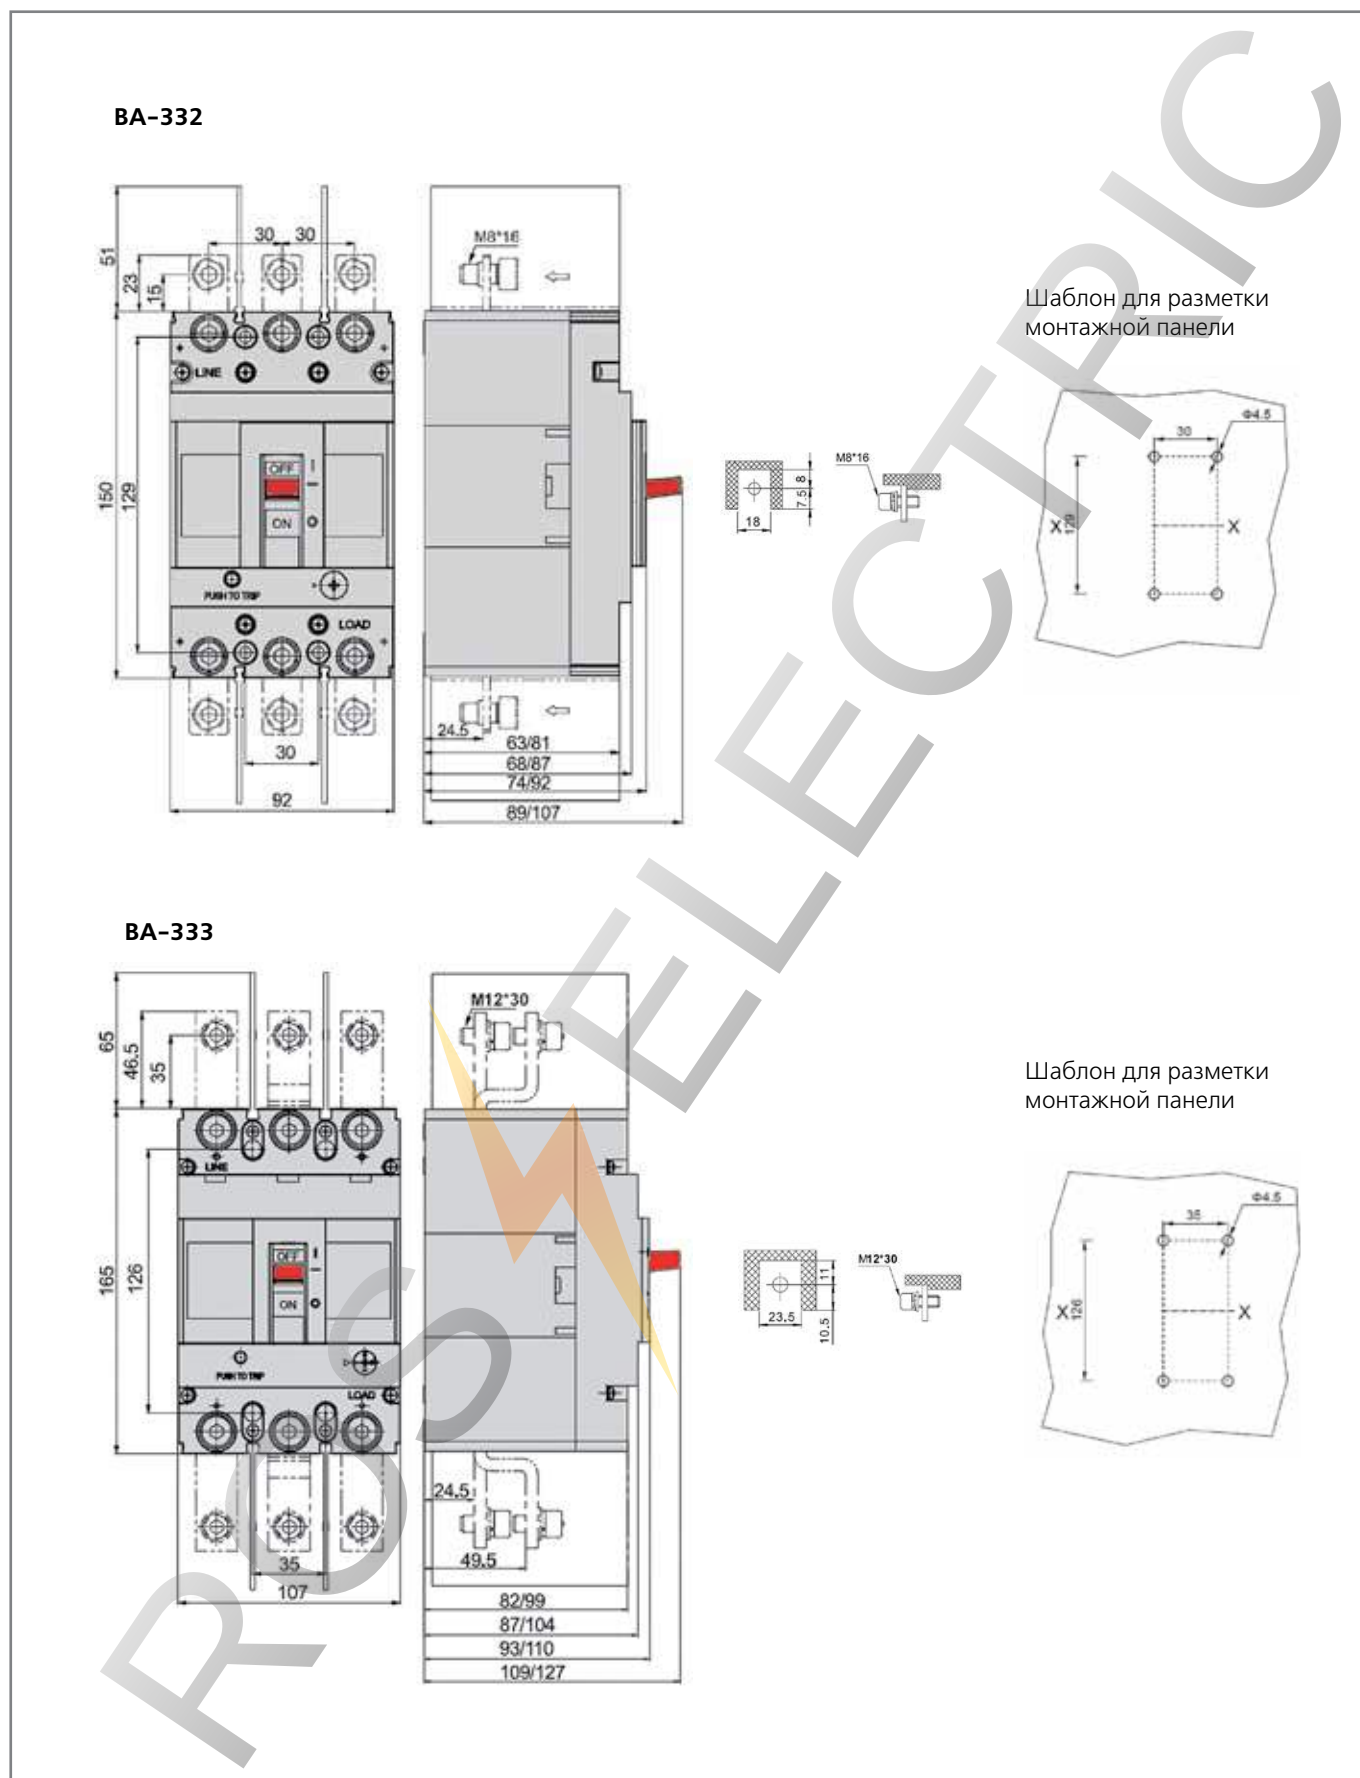 ВА-332
51
23
15
30 30
M8*16
LINE
150
129
OFF
ON
PUSH TO TRIP
LOAD
30
92
24.5
63/81
68/87
74/92
89/107
8
7.5
18
M8*16
Шаблон для разметки
монтажной панели
Φ4.5
30
129
X X
ВА-333
65
46.5
35
M12*30
LINE
165
126
OFF
ON
PUSH TO TRIP
LOAD
35
107
24.5
49.5
82/99
87/104
93/110
109/127
11
10.5
23.5
M12*30
Шаблон для разметки
монтажной панели
Φ4.5
35
126
X X
ROSS ELECTRIC